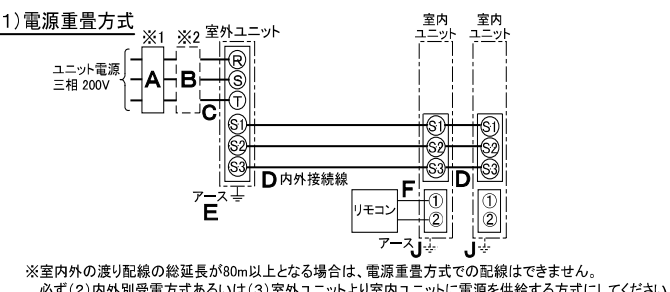 1)電源重畳方式
※1 ※2 室外ユニット
室内ユニット
室内ユニット
ユニット電源
三相 200V
A
B
C
R
S
T
S1
S2
S3
D 内外接続線
アース
E
S1
S2
S3
D
S1
S2
S3
F
リモコン
①
②
①
②
アース J
J
※室内外の渡り配線の総延長が80m以上となる場合は、電源重畳方式での配線はできません。
必ず(2)内外別受電方式あるいは(3)室外ユニットより室内ユニットに電源を供給する方式にしてください